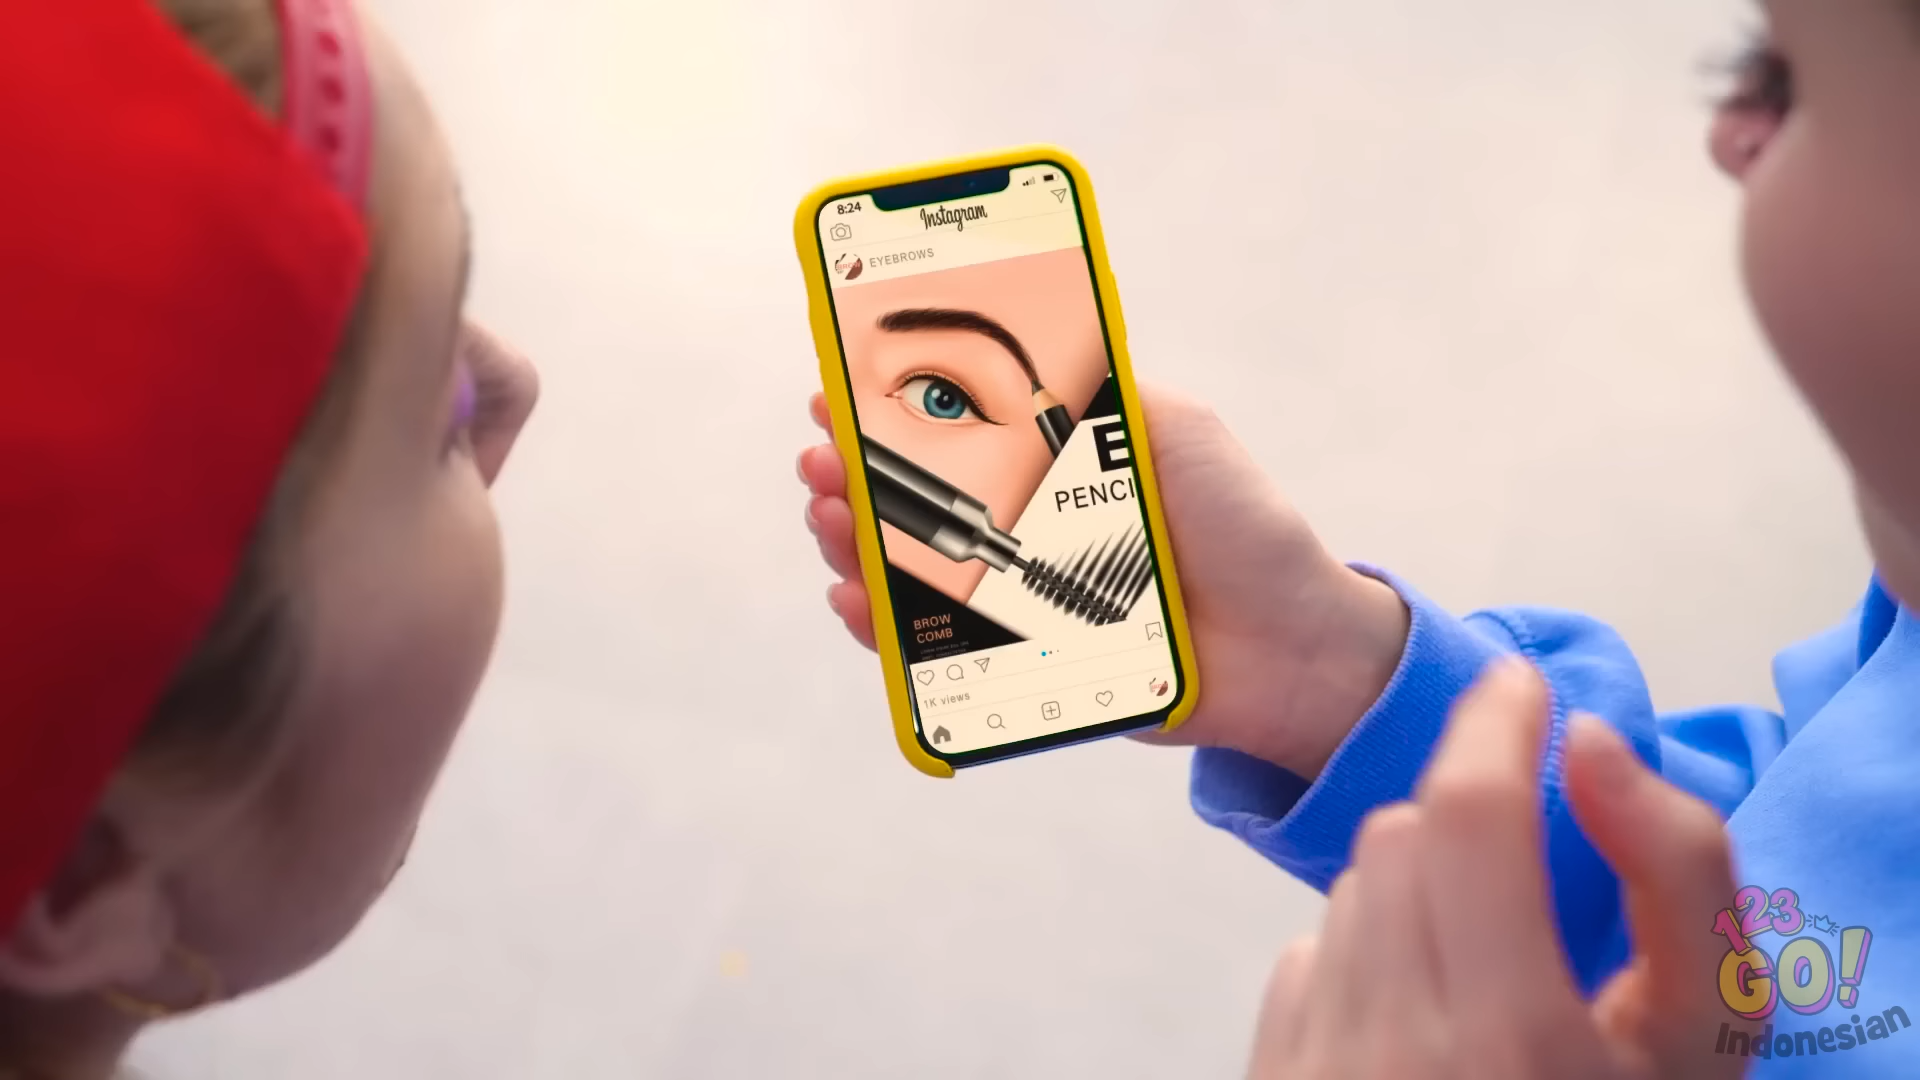 8:24
Instagram
EYEBROWS
E
PENCI
BROW
COMB
1K views
123
GO!
Indonesian